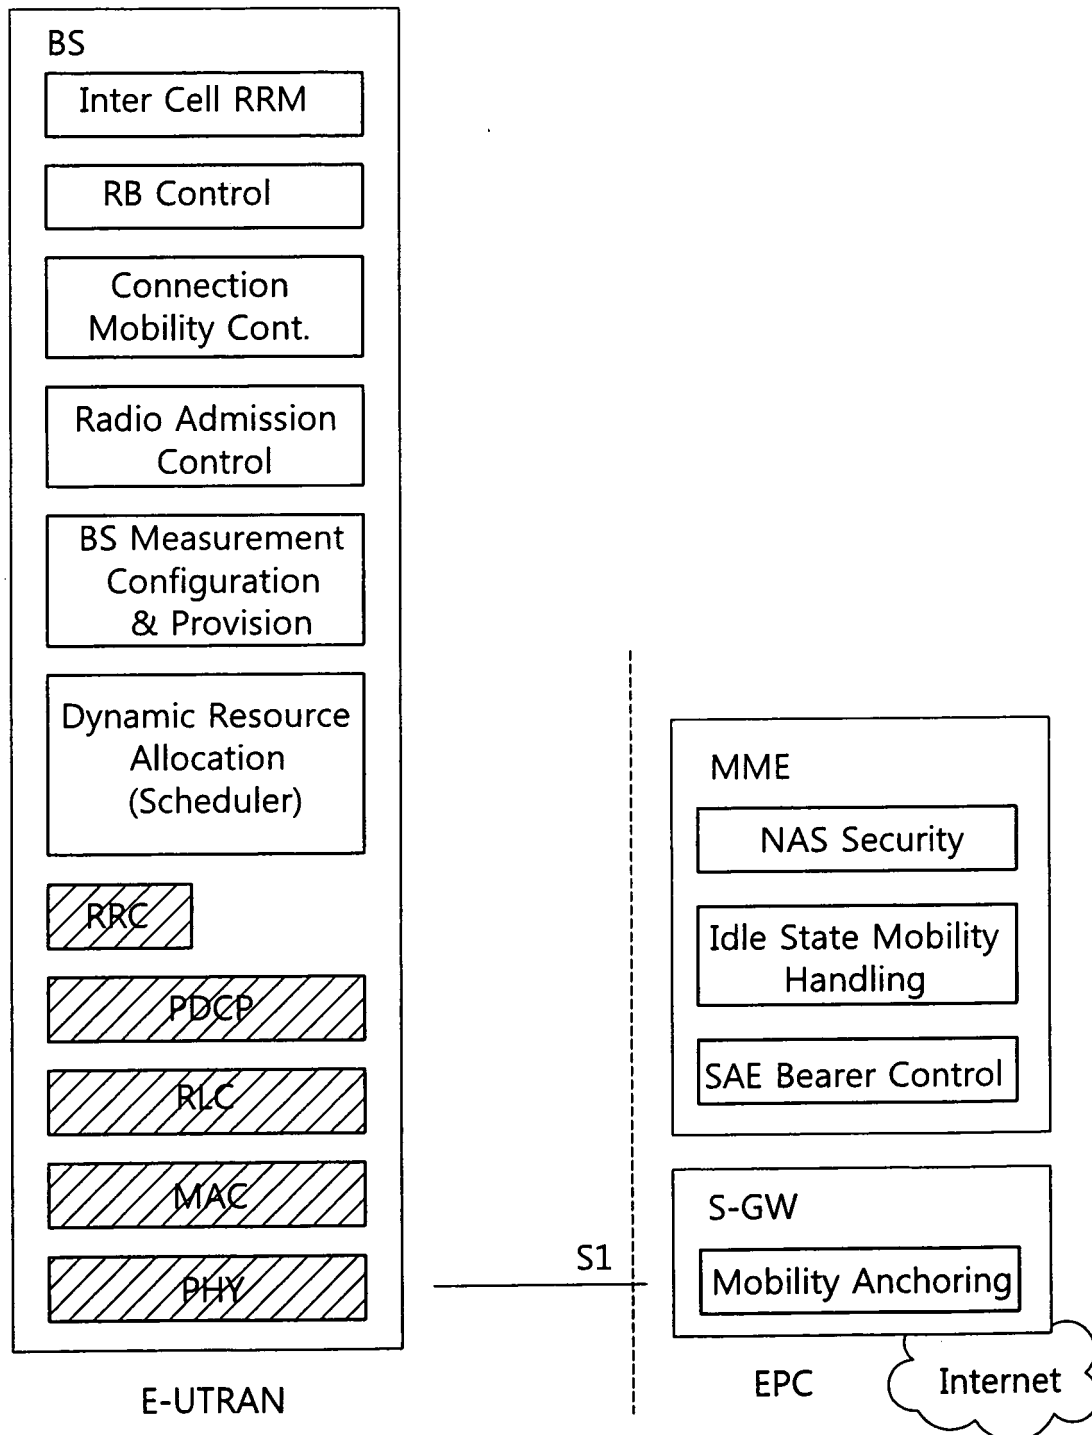 BS
Inter Cell RRM
RB Control
Connection
Mobility Cont.
Radio Admission
Control
BS Measurement
Configuration
& Provision
Dynamic Resource
Allocation
(Scheduler)
RRC
PDCP
RLC
MAC
PHY
E-UTRAN
S1
MME
NAS Security
Idle State Mobility
Handling
SAE Bearer Control
S-GW
Mobility Anchoring
EPC
Internet